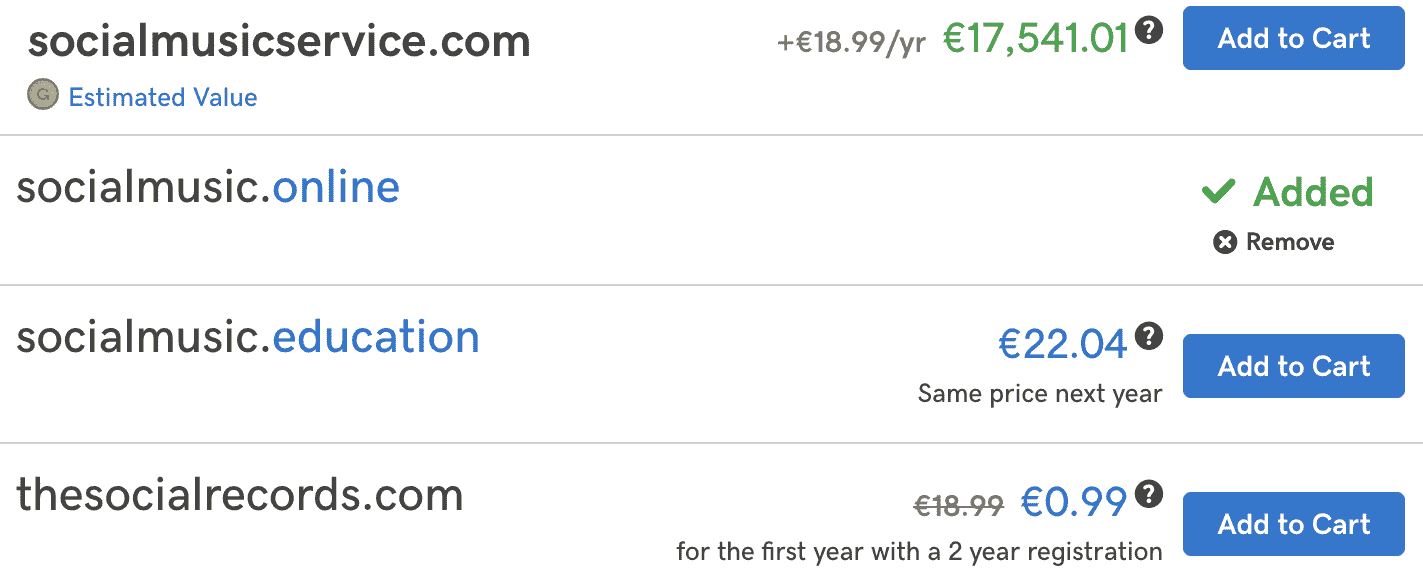 socialmusicservice.com +€18.99/yr €17,541.01 ? Add to Cart
G Estimated Value
socialmusic.online Added
Remove
socialmusic.education €22.04 ? Add to Cart
Same price next year
thesocialrecords.com €18.99 €0.99 ? Add to Cart
for the first year with a 2 year registration